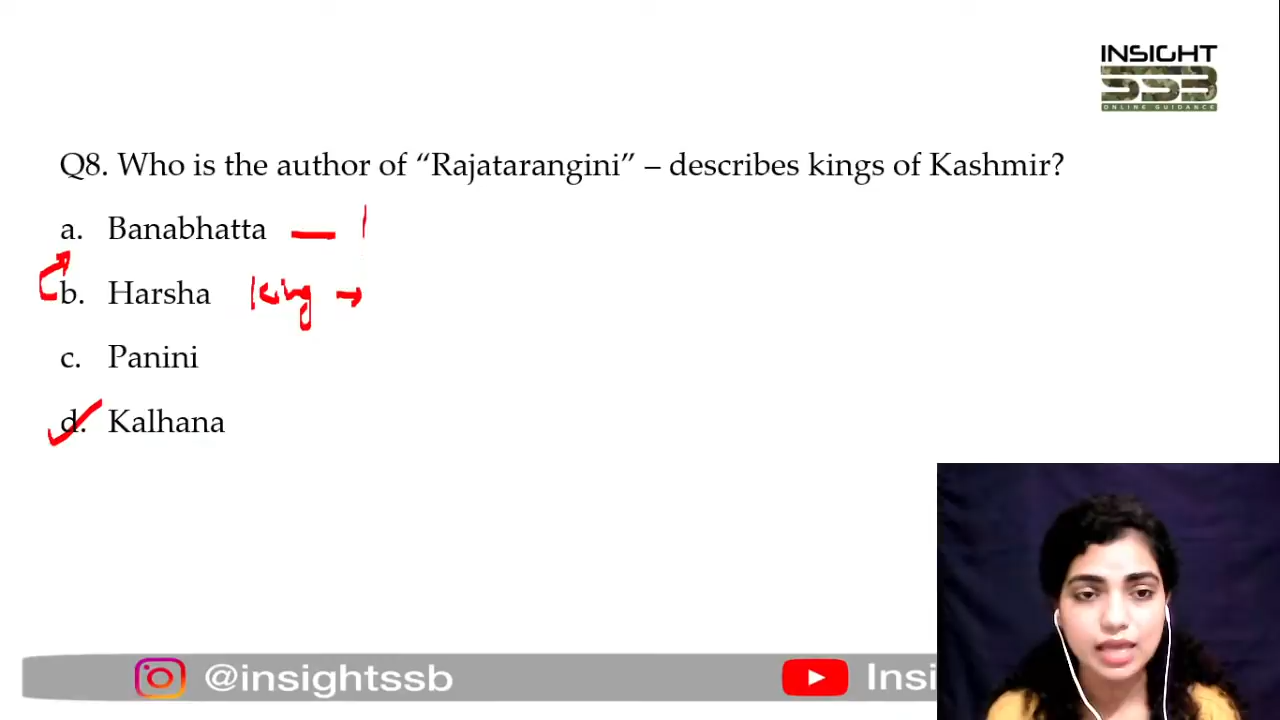 INSIGHT
SSB
ONLINE GUIDANCE
Q8. Who is the author of “Rajatarangini” – describes kings of Kashmir?
a. Banabhatta
b. Harsha King →
c. Panini
d. Kalhana
@insightssb Insi